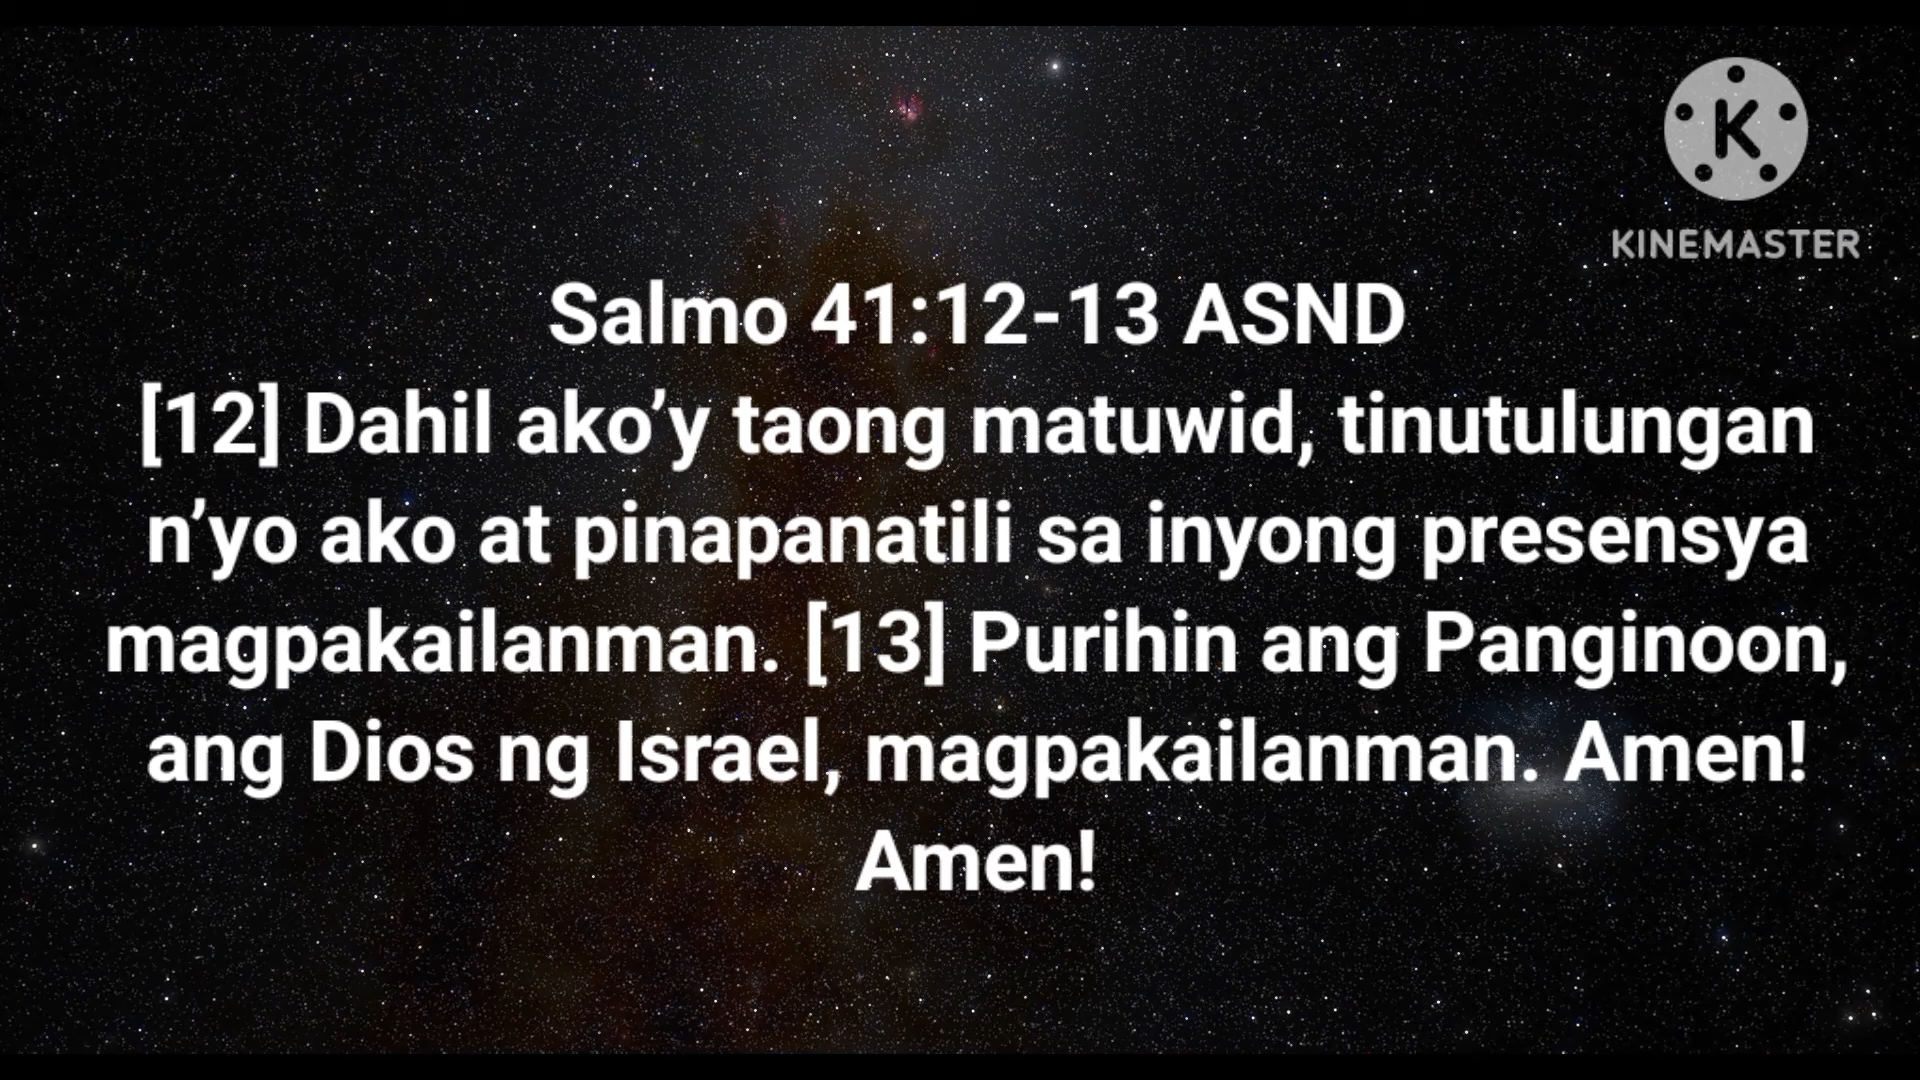 KINEMASTER
Salmo 41:12-13 ASND
[12] Dahil ako’y taong matuwid, tinutulungan
n’yo ako at pinapanatili sa inyong presensya
magpakailanman. [13] Purihin ang Panginoon,
ang Dios ng Israel, magpakailanman. Amen!
Amen!